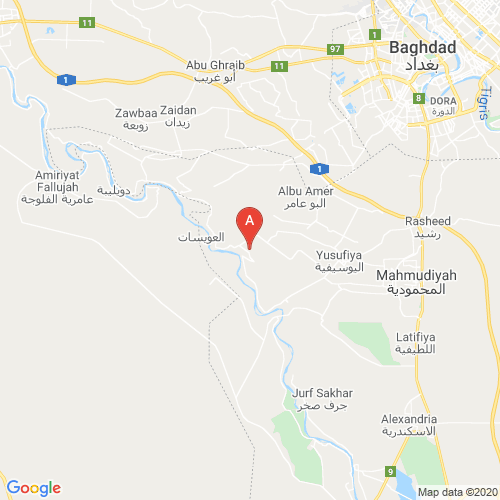 11
1
97
Baghdad
بغداد
Abu Ghraib
أبو غريب
11
1
8
DORA
الدورة
Tigris
Zawbaa
زوبعة
Zaidan
زيدان
Amiriyat
Fallujah
عامرية الفلوجة
دويليبة
1
Albu Amer
البو عامر
A
العويسات
Rasheed
رشيد
Yusufiya
اليوسيفية
Mahmudiyah
المحمودية
Latifiya
اللطيفية
Jurf Sakhar
جرف صخر
Alexandria
الاسكندرية
9
Google
Map data ©2020